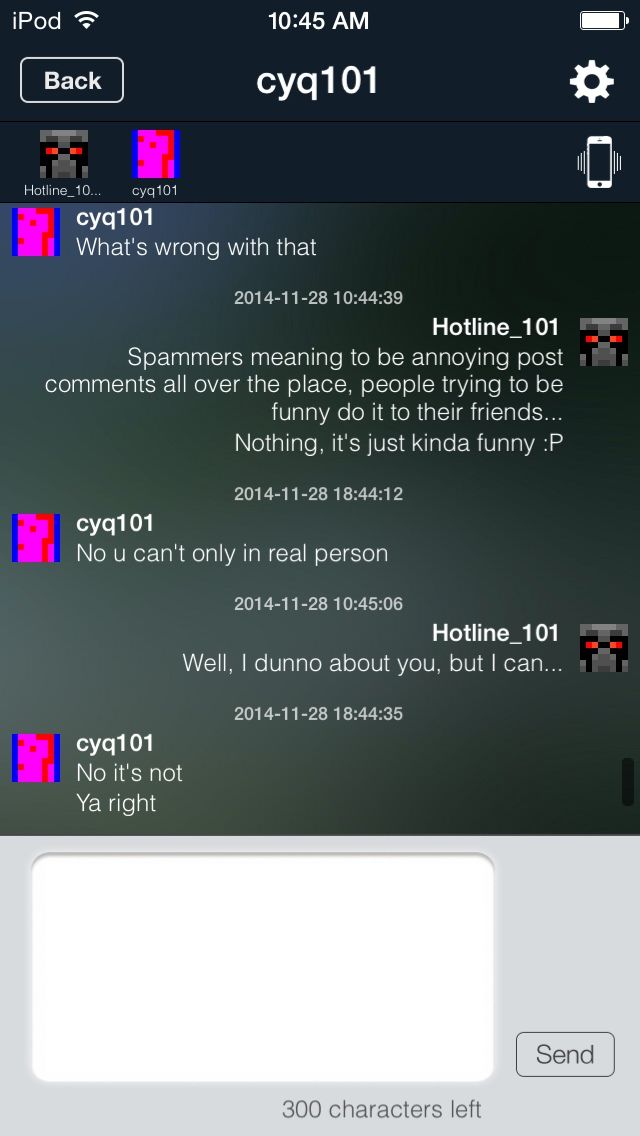 iPod
10:45 AM
Back
cyq101
Hotline_10...
cyq101
cyq101
What's wrong with that
2014-11-28 10:44:39
Hotline_101
Spammers meaning to be annoying post
comments all over the place, people trying to be
funny do it to their friends...
Nothing, it's just kinda funny :P
2014-11-28 18:44:12
cyq101
No u can't only in real person
2014-11-28 10:45:06
Hotline_101
Well, I dunno about you, but I can...
2014-11-28 18:44:35
cyq101
No it's not
Ya right
Send
300 characters left